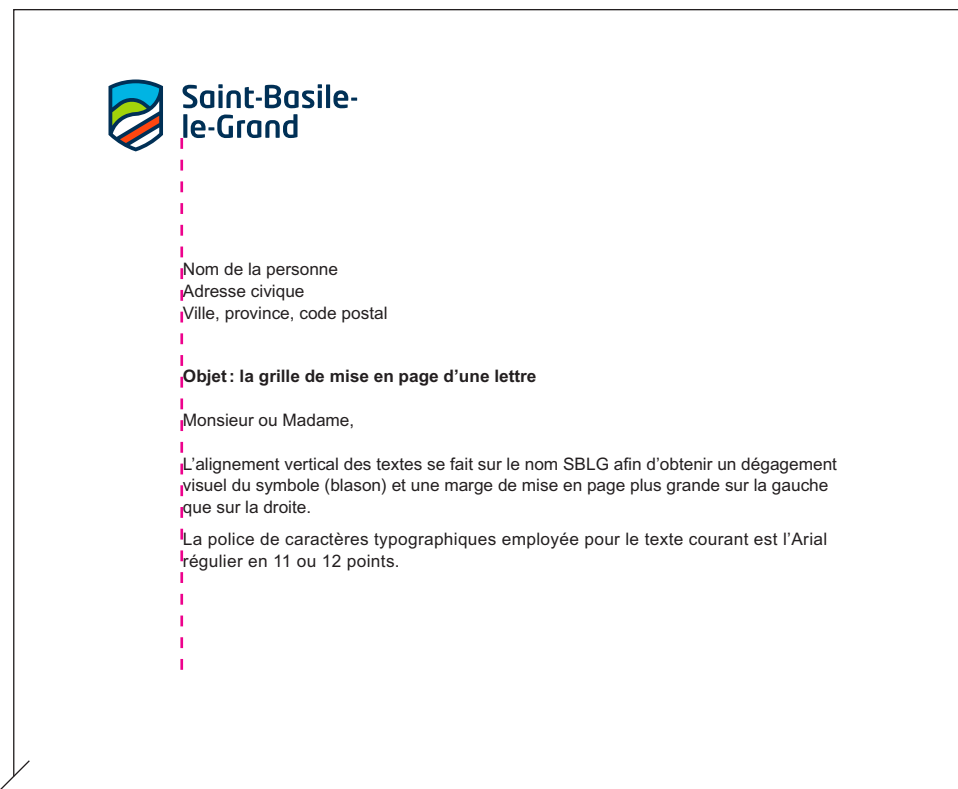 Saint-Basile-
le-Grand
Nom de la personne
Adresse civique
Ville, province, code postal
Objet : la grille de mise en page d’une lettre
Monsieur ou Madame,
L’alignement vertical des textes se fait sur le nom SBLG afin d’obtenir un dégagement
visuel du symbole (blason) et une marge de mise en page plus grande sur la gauche
que sur la droite.
La police de caractères typographiques employée pour le texte courant est l’Arial
régulier en 11 ou 12 points.